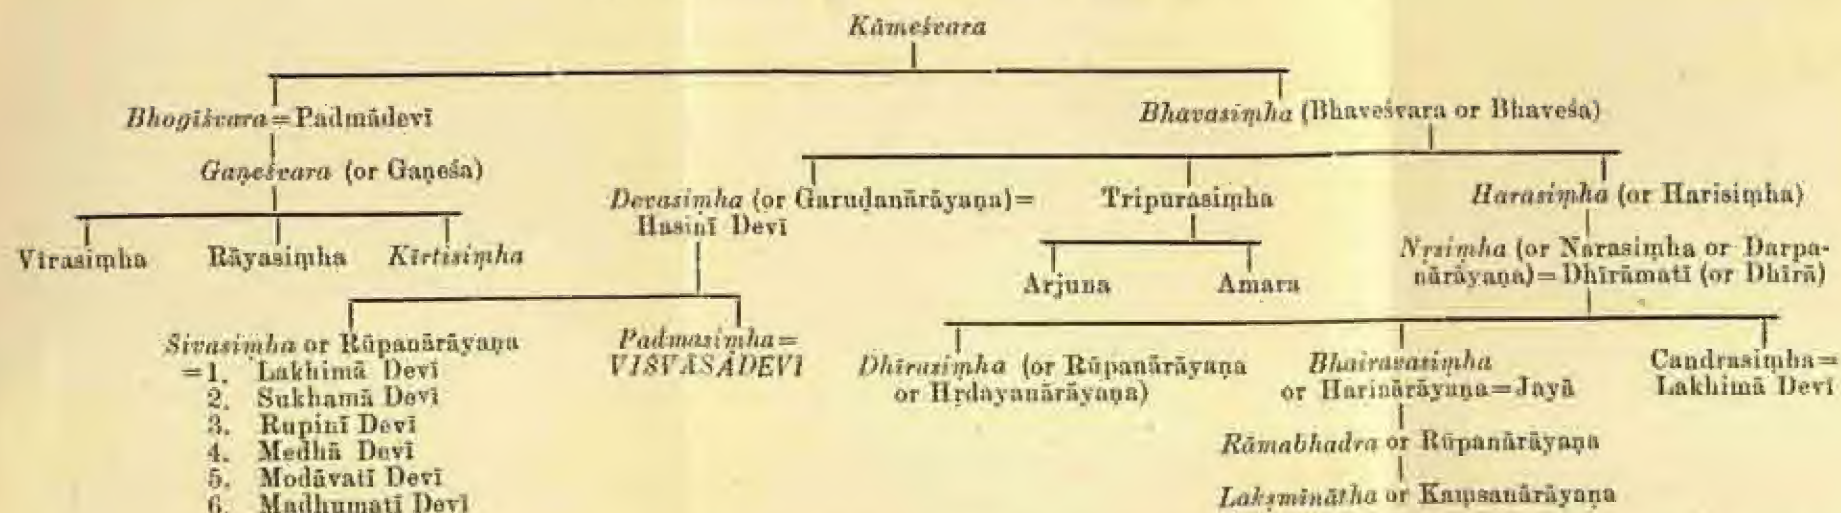 Kāmeśvara
Bhogīśvara=Padmādevī
Bhavasiṃha (Bhaveśvara or Bhaveśa)
Gaṇeśvara (or Gaṇeśa)
Devasiṃha (or Garuḍanārāyaṇa)=
Hasinī Devī
Tripurasiṃha
Harasiṃha (or Harisiṃha)
Vīrasiṃha Rāyasiṃha Kīrtisiṃha
Arjuna Amara
Nṛsiṃha (or Narasiṃha or Darpa-
nārāyaṇa)=Dhīrāmatī (or Dhīrā)
Śivasiṃha or Rūpanārāyaṇa
=1. Lakhimā Devī
2. Sukhamā Devī
3. Rupinī Devī
4. Medhā Devī
5. Modāvatī Devī
6. Madhumatī Devī
Padmasiṃha=
VIŚVĀSĀDEVĪ
Dhīrasiṃha (or Rūpanārāyaṇa
or Hṛdayanārāyaṇa)
Bhairavasiṃha
or Harinārāyaṇa=Jayā
Candrasiṃha=
Lakhimā Devī
Rāmabhadra or Rūpanārāyaṇa
Lakṣminātha or Kaṃsanārāyaṇa